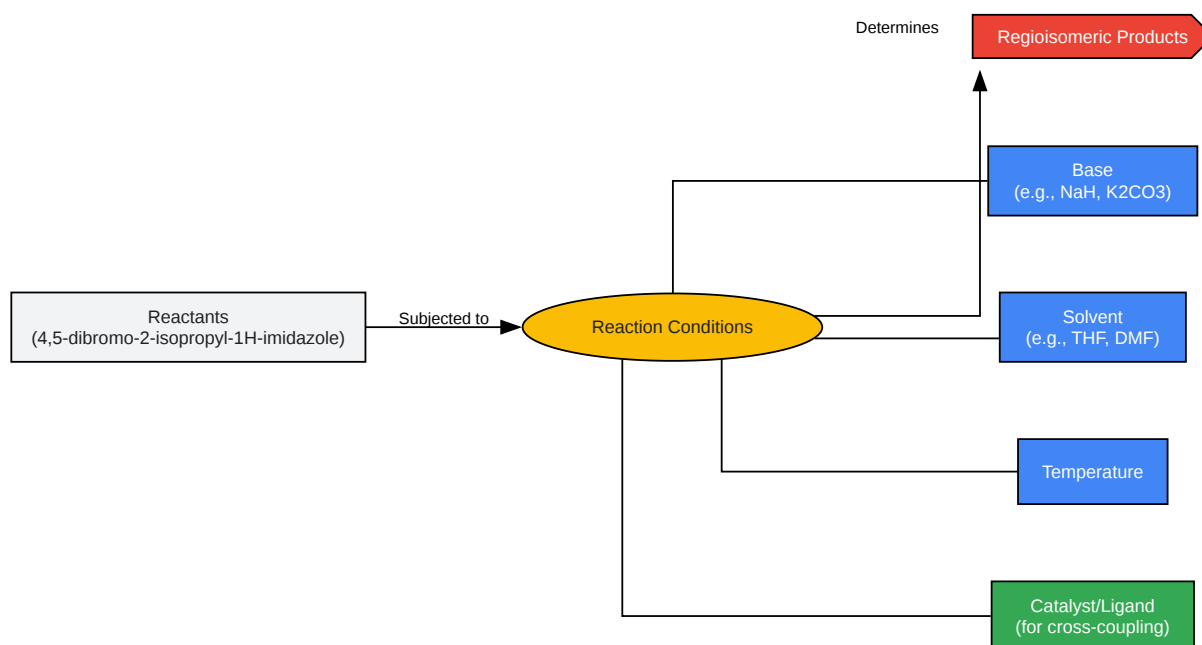 Determines
Regioisomeric Products
Base
(e.g., NaH, K2CO3)
Reactants
(4,5-dibromo-2-isopropyl-1H-imidazole)
Subjected to
Reaction Conditions
Solvent
(e.g., THF, DMF)
Temperature
Catalyst/Ligand
(for cross-coupling)